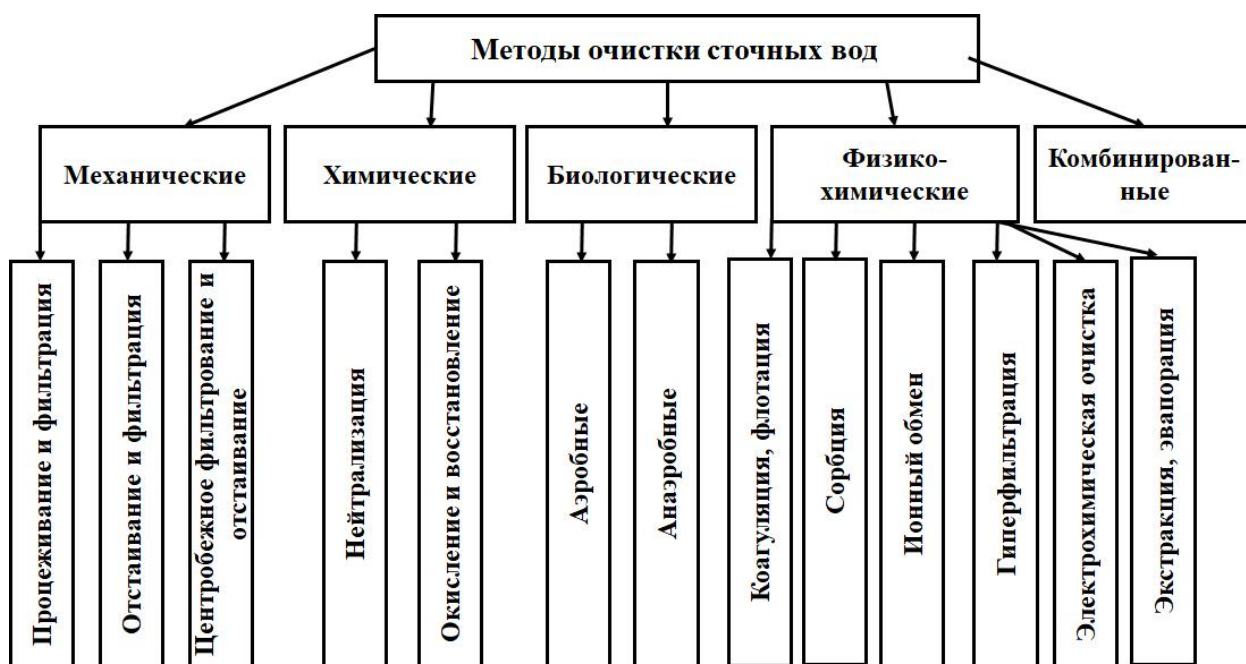 Методы очистки сточных вод
Механические
Химические
Биологические
Физико-
химические
Комбинирован-
ные
Процеживание и фильтрация
Отстаивание и фильтрация
Центробежное фильтрование и
отстаивание
Нейтрализация
Окисление и восстановление
Аэробные
Анаэробные
Коагуляция, флотация
Сорбция
Ионный обмен
Гиперфильтрация
Электрохимическая очистка
Экстракция, эвапорация